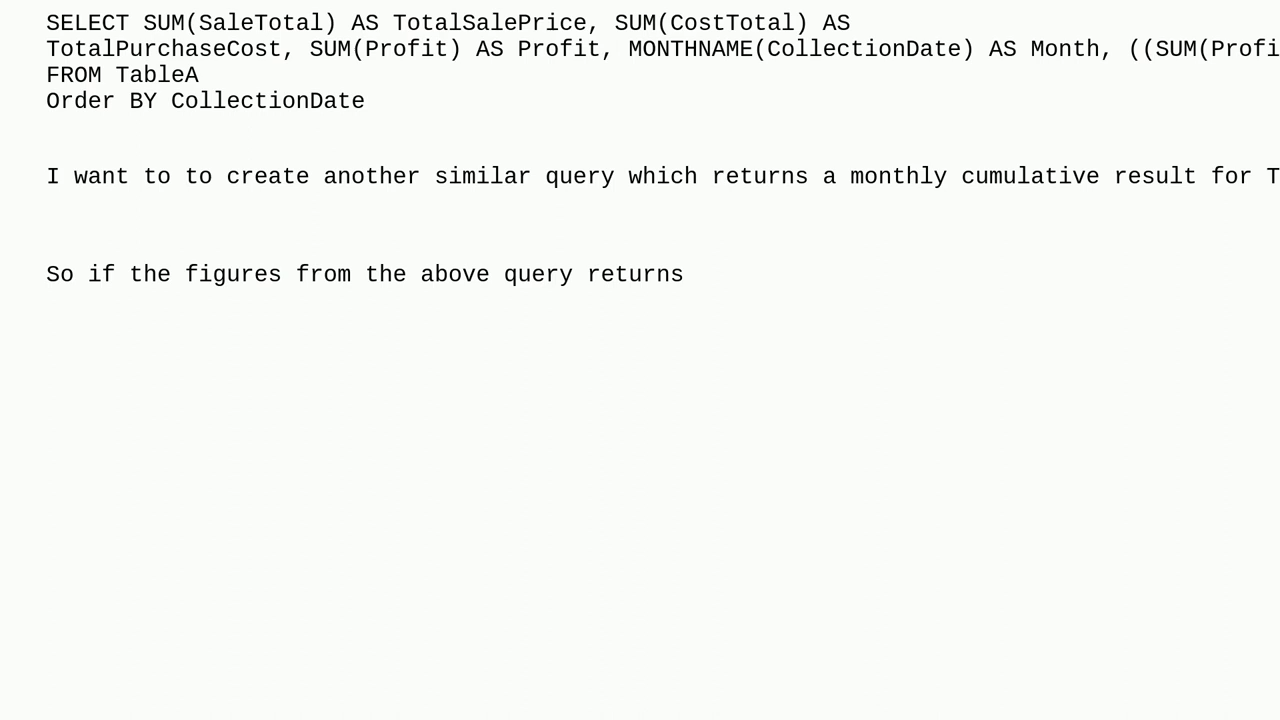 SELECT SUM(SaleTotal) AS TotalSalePrice, SUM(CostTotal) AS
TotalPurchaseCost, SUM(Profit) AS Profit, MONTHNAME(CollectionDate) AS Month, ((SUM(Profi
FROM TableA
Order BY CollectionDate
I want to to create another similar query which returns a monthly cumulative result for T
So if the figures from the above query returns